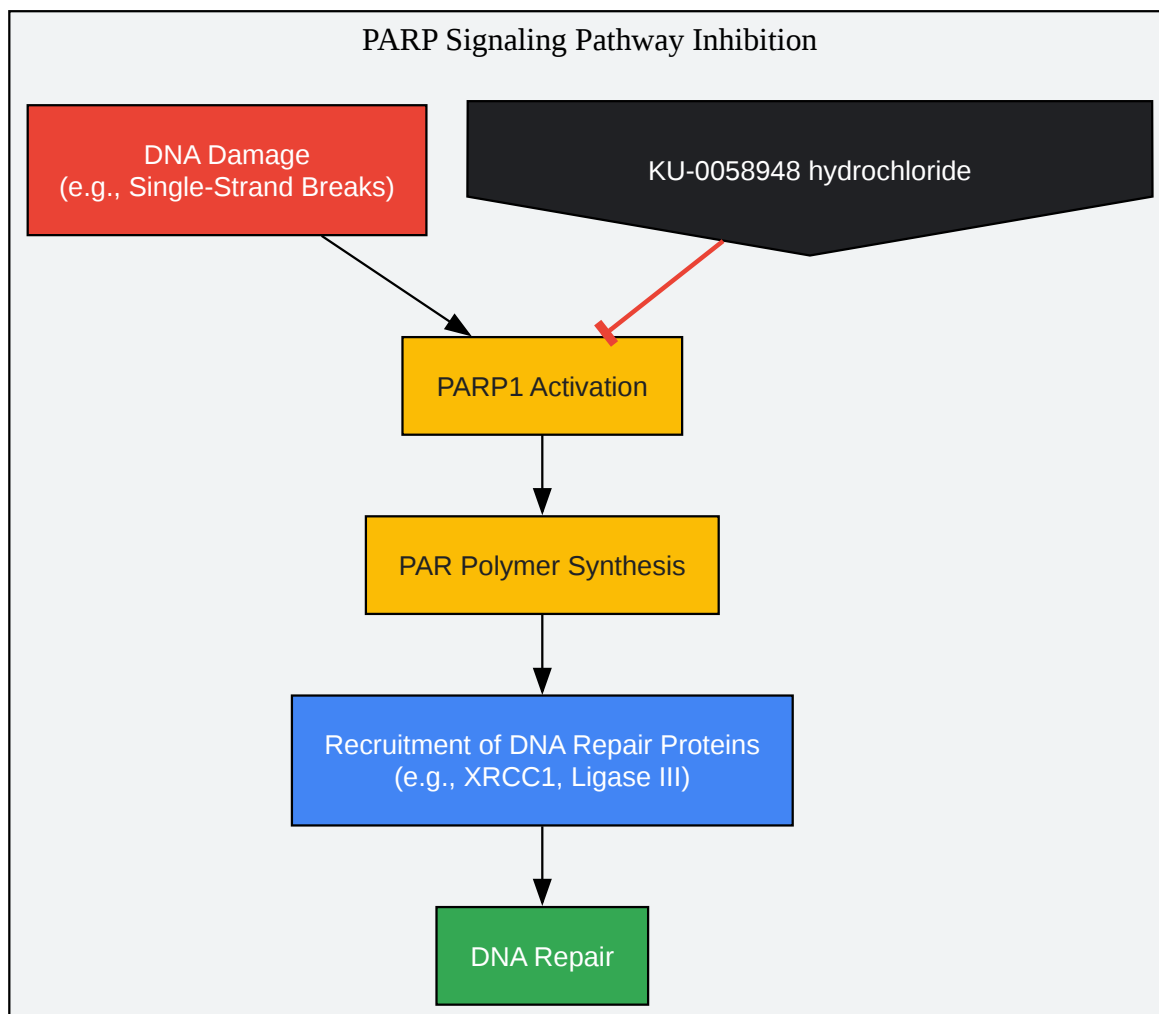 PARP Signaling Pathway Inhibition
DNA Damage
(e.g., Single-Strand Breaks)
KU-0058948 hydrochloride
PARP1 Activation
PAR Polymer Synthesis
Recruitment of DNA Repair Proteins
(e.g., XRCC1, Ligase III)
DNA Repair